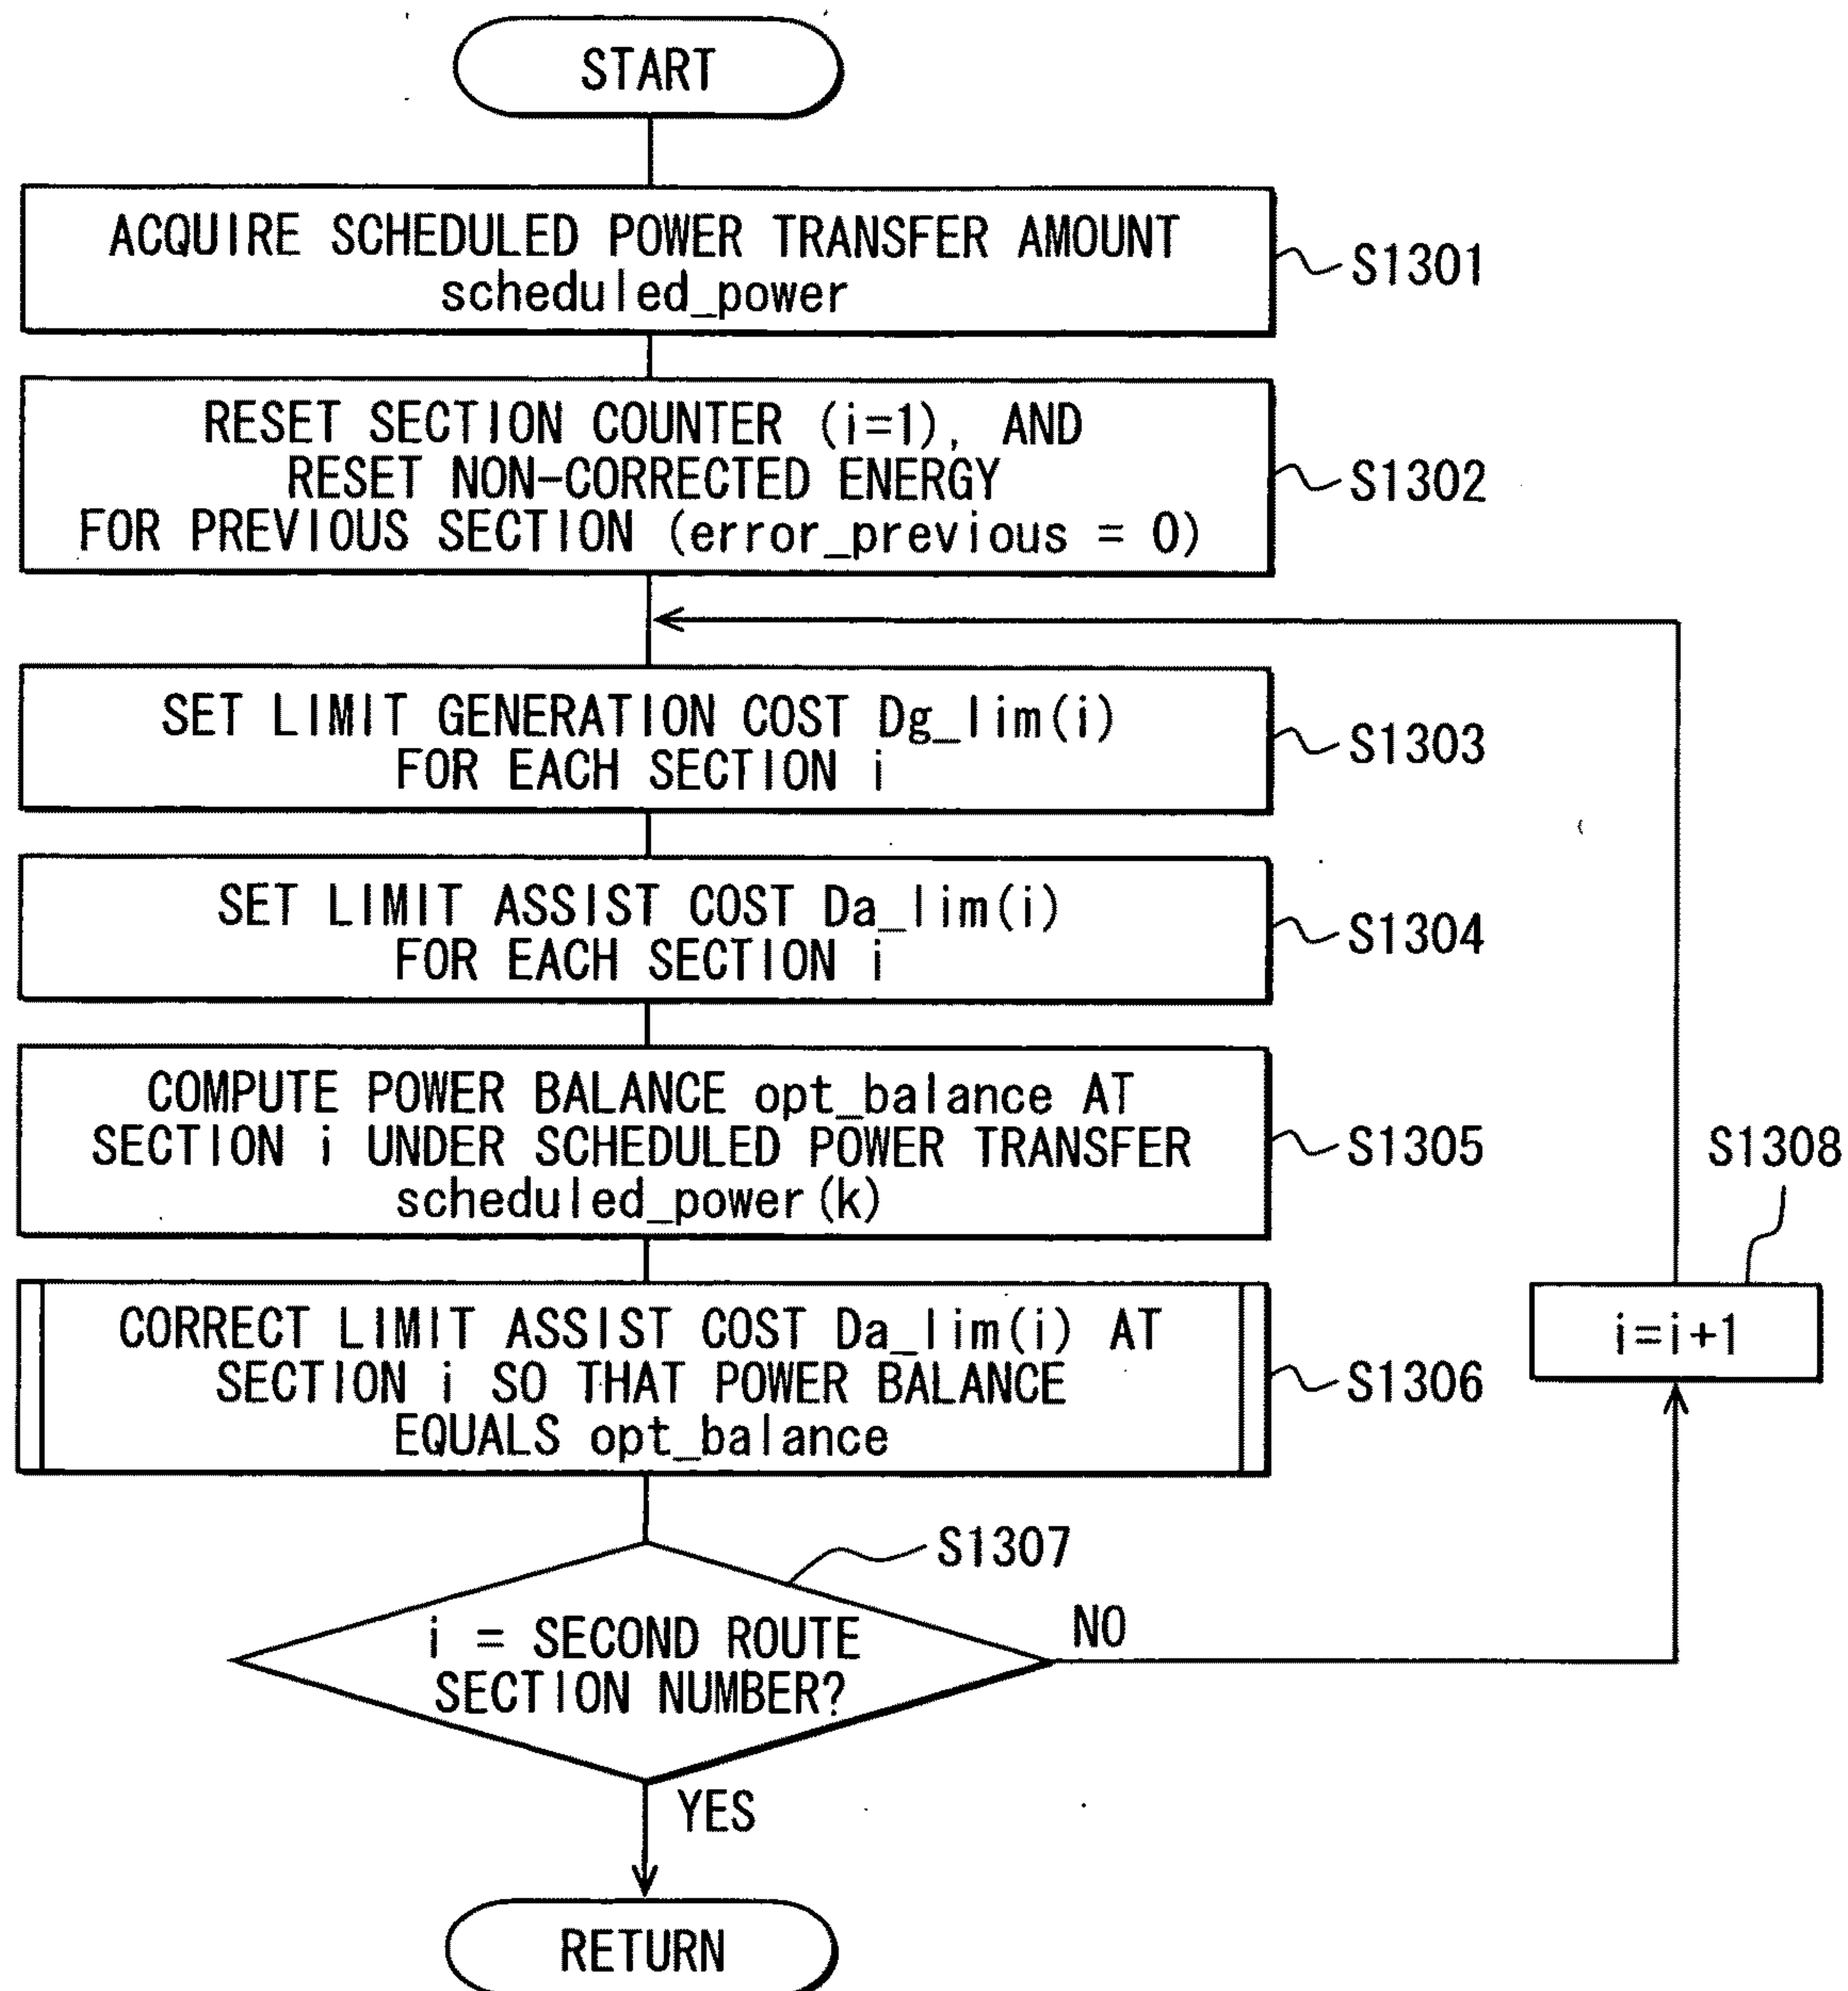 START
ACQUIRE SCHEDULED POWER TRANSFER AMOUNT
scheduled_power
S1301
RESET SECTION COUNTER (i=1), AND
RESET NON-CORRECTED ENERGY
FOR PREVIOUS SECTION (error_previous = 0)
S1302
SET LIMIT GENERATION COST Dg_lim(i)
FOR EACH SECTION i
S1303
SET LIMIT ASSIST COST Da_lim(i)
FOR EACH SECTION i
S1304
COMPUTE POWER BALANCE opt_balance AT
SECTION i UNDER SCHEDULED POWER TRANSFER
scheduled_power(k)
S1305
S1308
i=i+1
CORRECT LIMIT ASSIST COST Da_lim(i) AT
SECTION i SO THAT POWER BALANCE
EQUALS opt_balance
S1306
S1307
i = SECOND ROUTE
SECTION NUMBER?
NO
YES
RETURN